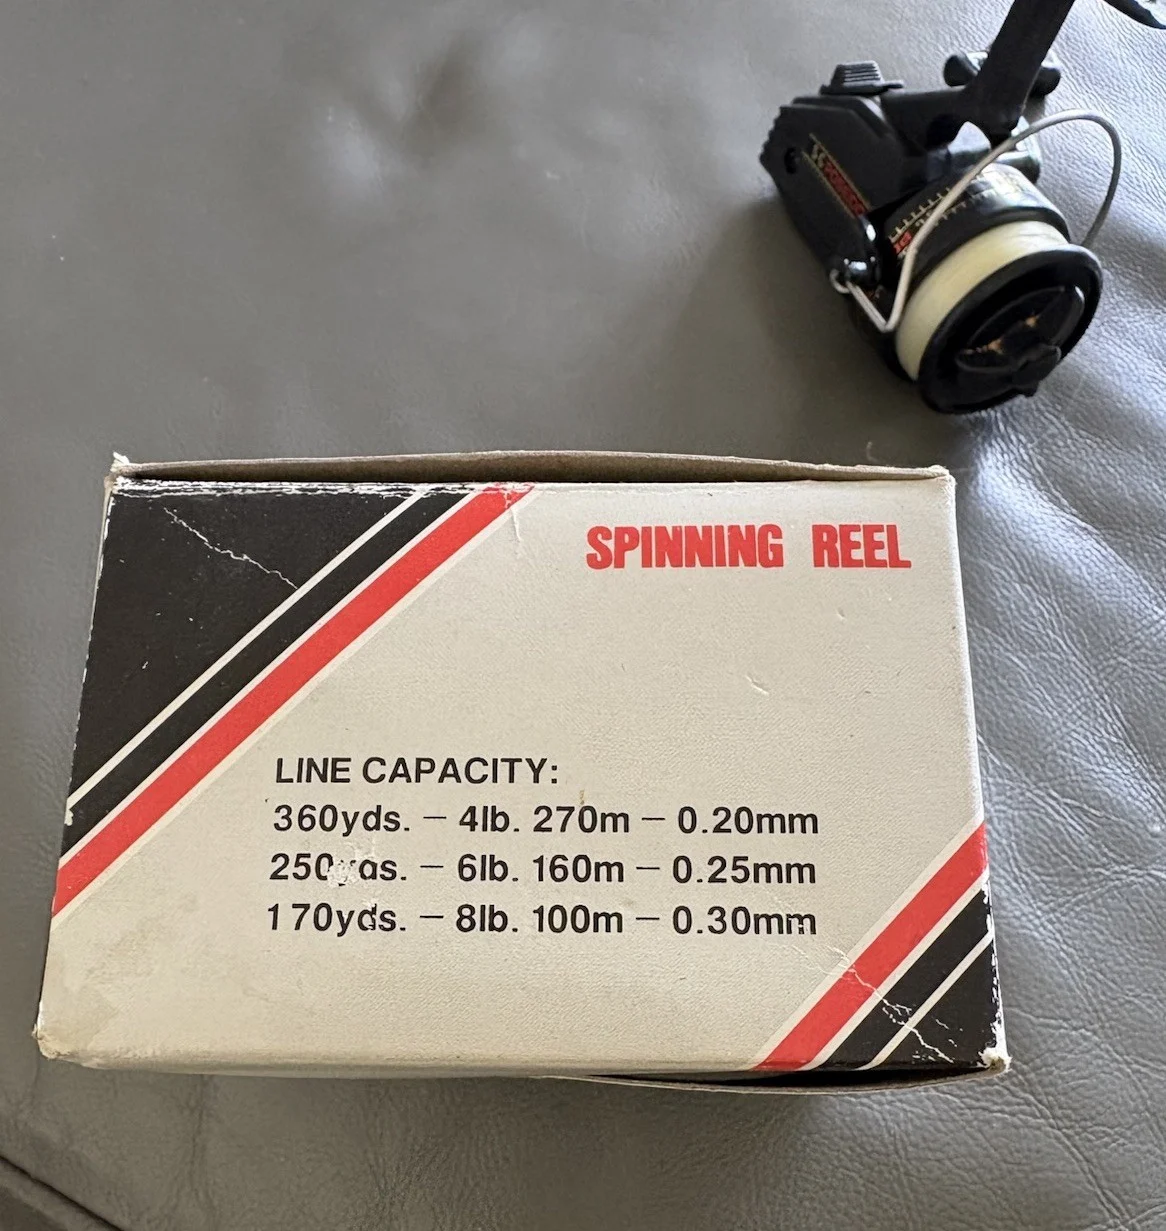 SPINNING REEL
LINE CAPACITY:
360yds. — 4lb. 270m — 0.20mm
250yds. — 6lb. 160m — 0.25mm
170yds. — 8lb. 100m — 0.30mm